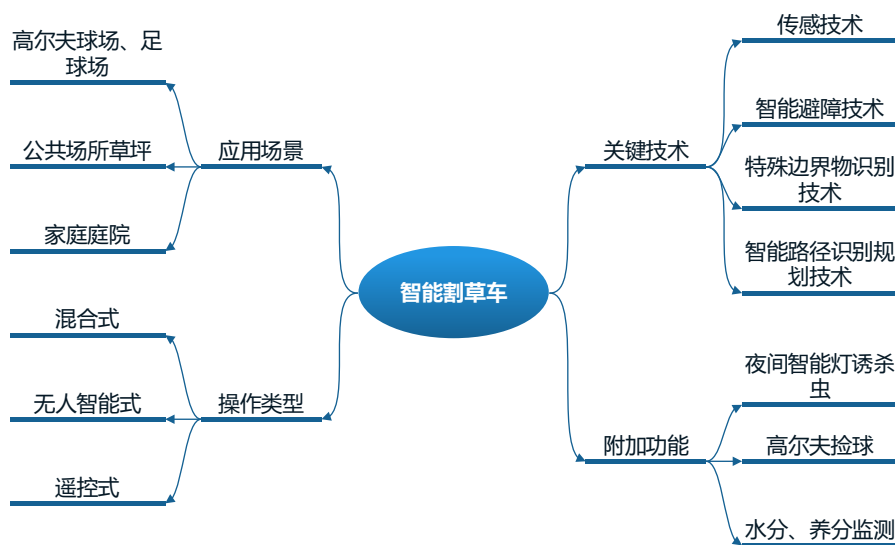 智能割草车
应用场景
高尔夫球场、足
球场
公共场所草坪
家庭庭院
操作类型
混合式
无人智能式
遥控式
关键技术
传感技术
智能避障技术
特殊边界物识别
技术
智能路径识别规
划技术
附加功能
夜间智能灯诱杀
虫
高尔夫捡球
水分、养分监测